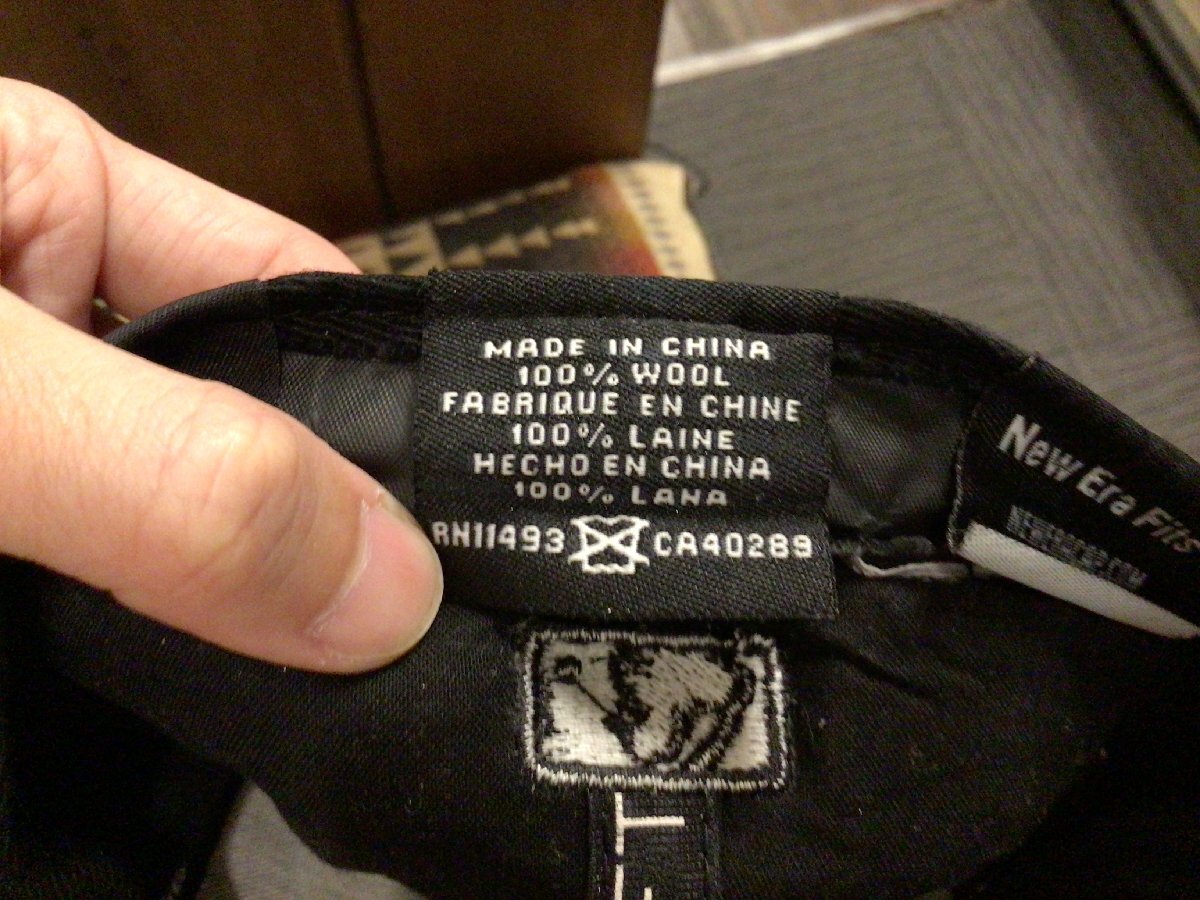 MADE IN CHINA
100% WOOL
FABRIQUE EN CHINE
100% LAINE
HECHO EN CHINA
100% LANA
RN11493 CA40289
New Era Fits